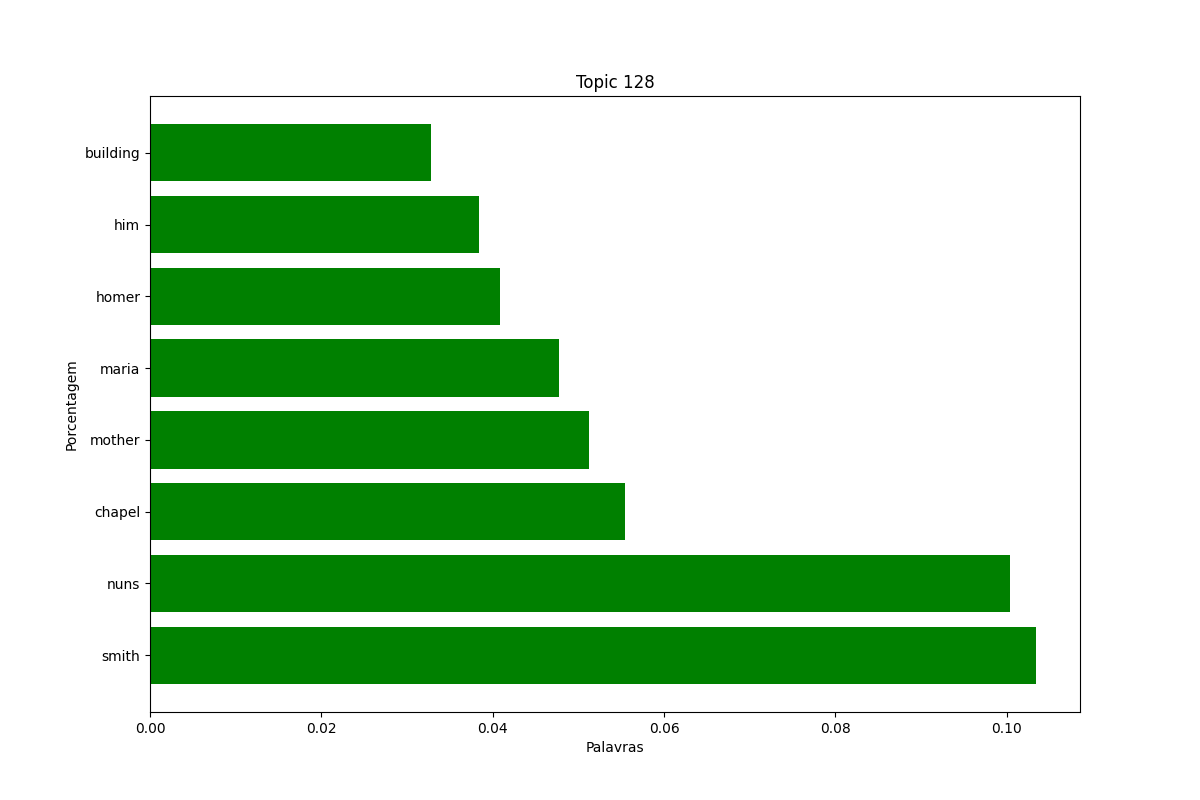 Topic 128
building
him
homer
maria
mother
chapel
nuns
smith
Porcentagem
0.00 0.02 0.04 0.06 0.08 0.10
Palavras